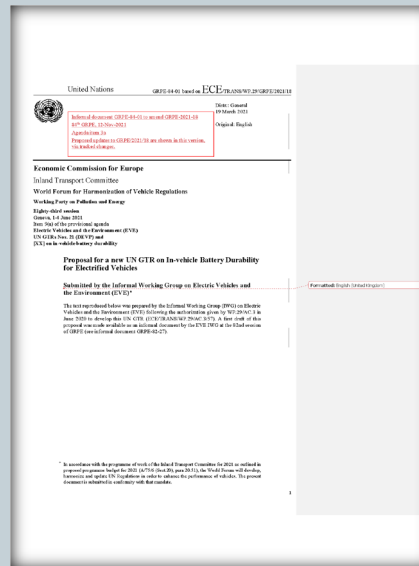 United Nations
GRPE-84-01 based on ECE/TRANS/WP.29/GRPE/2021/18
Distr.: General
19 March 2021
Original: English
Informal document GRPE-84-01 to amend GRPE-2021-18
84th GRPE, 12-Nov-2021
Agenda item 3a
Proposed updates to GRPE/2021/18 are shown in this version,
via tracked changes.
Economic Commission for Europe
Inland Transport Committee
World Forum for Harmonization of Vehicle Regulations
Working Party on Pollution and Energy
Eighty-third session
Geneva, 1-4 June 2021
Item 9(a) of the provisional agenda
Electric Vehicles and the Environment (EVE)
UN GTRs Nos. 21 (DEVP) and
[XX] on in-vehicle battery durability
Proposal for a new UN GTR on In-vehicle Battery Durability
for Electrified Vehicles
Submitted by the Informal Working Group on Electric Vehicles and
the Environment (EVE)*
Formatted: English (United Kingdom)
The text reproduced below was prepared by the Informal Working Group (IWG) on Electric
Vehicles and the Environment (EVE) following the authorization given by WP.29/AC.3 in
June 2020 to develop this UN GTR (ECE/TRANS/WP.29/AC.3/57). A first draft of this
proposal was made available as an informal document by the EVE IWG at the 82nd session
of GRPE (see informal document GRPE-82-27).
* In accordance with the programme of work of the Inland Transport Committee for 2021 as outlined in
proposed programme budget for 2021 (A/75/6 (Sect.20), para 20.51), the World Forum will develop,
harmonize and update UN Regulations in order to enhance the performance of vehicles. The present
document is submitted in conformity with that mandate.
1